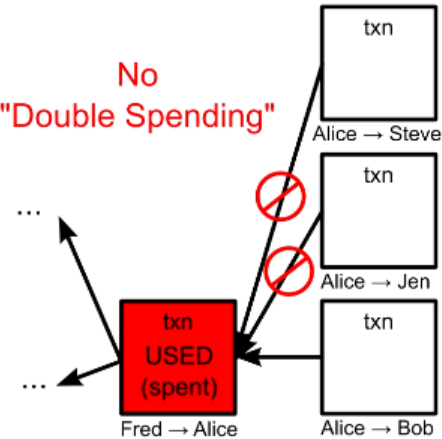 txn
No
"Double Spending"
Alice → Steve
txn
...
Alice → Jen
txn
USED
(spent)
txn
...
Fred → Alice
Alice → Bob